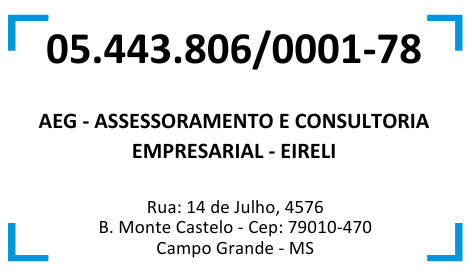 05.443.806/0001-78
AEG - ASSESSORAMENTO E CONSULTORIA
EMPRESARIAL - EIRELI
Rua: 14 de Julho, 4576
B. Monte Castelo - Cep: 79010-470
Campo Grande - MS